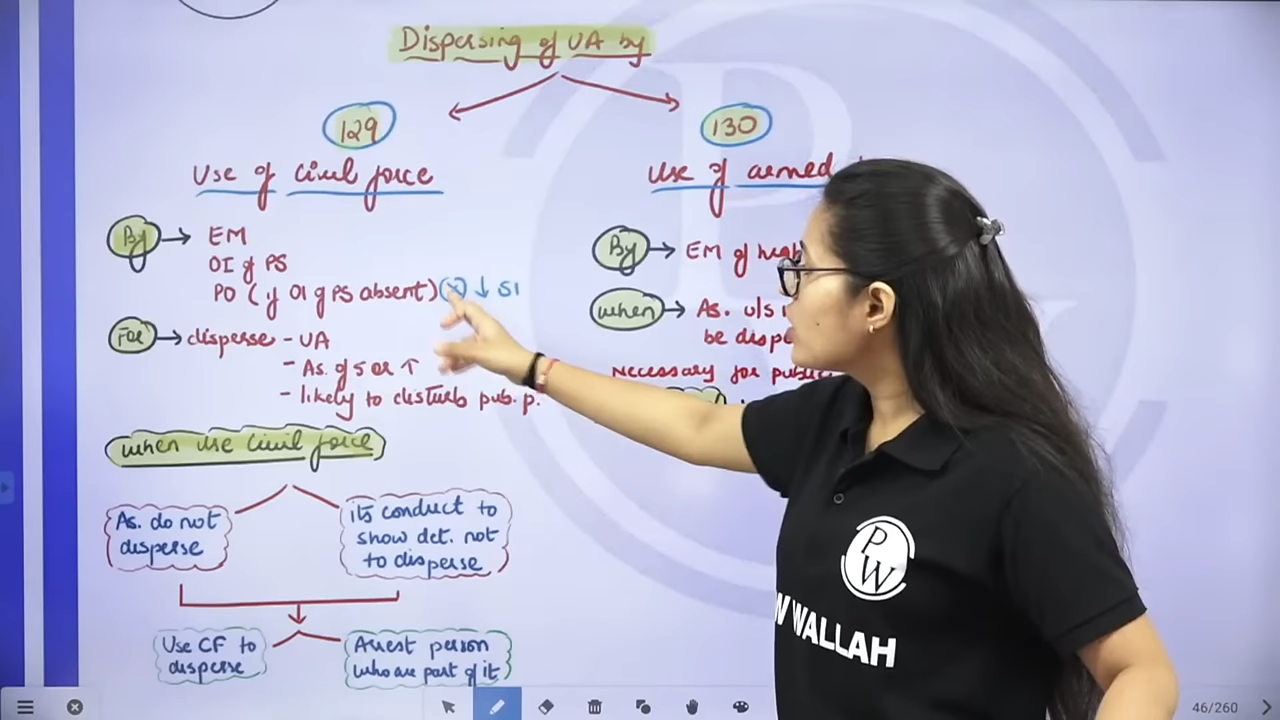 Dispersing of UA by
129
Use of Civil force
By → EM
OI of PS
PO (if OI of PS absent) (x) ↓ SI
For → disperse - UA
- As. of 5 or ↑
- likely to disturb pub. p.
when use Civil force
As. do not
disperse
its conduct to
show det. not
to disperse
Use CF to
disperse
Arrest person
who are part of it
130
Use of armed
By → EM of high
when → As. u/s
be disp
necessary for public
PW
W WALLAH
46/260